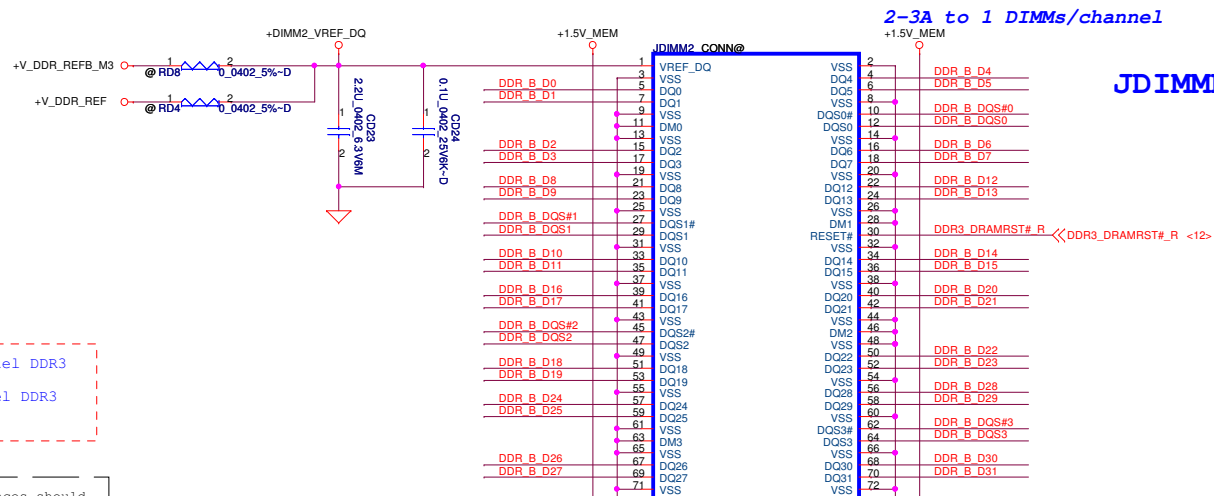 2-3A to 1 DIMMs/channel
+DIMM2_VREF_DQ
+1.5V_MEM
+1.5V_MEM
JDIMM2 CONN@
+V_DDR_REFB_M3
1
2
@ RD8
0_0402_5%~D
+V_DDR_REF
1
2
@ RD4
0_0402_5%~D
1
2
2.2U_0402_6.3V6M
CD23
1
2
0.1U_0402_25V6K~D
CD24
1 VREF_DQ VSS 2
3 VSS DQ4 4 DDR_B_D4
DDR_B_D0 5 DQ0 DQ5 6 DDR_B_D5
DDR_B_D1 7 DQ1 VSS 8
9 VSS DQS0# 10 DDR_B_DQS#0
11 DM0 DQS0 12 DDR_B_DQS0
13 VSS VSS 14
DDR_B_D2 15 DQ2 DQ6 16 DDR_B_D6
DDR_B_D3 17 DQ3 DQ7 18 DDR_B_D7
19 VSS VSS 20
DDR_B_D8 21 DQ8 DQ12 22 DDR_B_D12
DDR_B_D9 23 DQ9 DQ13 24 DDR_B_D13
25 VSS VSS 26
DDR_B_DQS#1 27 DQS1# DM1 28
DDR_B_DQS1 29 DQS1 RESET# 30 DDR3_DRAMRST#_R DDR3_DRAMRST#_R <12>
31 VSS VSS 32
DDR_B_D10 33 DQ10 DQ14 34 DDR_B_D14
DDR_B_D11 35 DQ11 DQ15 36 DDR_B_D15
37 VSS VSS 38
DDR_B_D16 39 DQ16 DQ20 40 DDR_B_D20
DDR_B_D17 41 DQ17 DQ21 42 DDR_B_D21
43 VSS VSS 44
DDR_B_DQS#2 45 DQS2# DM2 46
DDR_B_DQS2 47 DQS2 VSS 48
49 VSS DQ22 50 DDR_B_D22
DDR_B_D18 51 DQ18 DQ23 52 DDR_B_D23
DDR_B_D19 53 DQ19 VSS 54
55 VSS DQ28 56 DDR_B_D28
DDR_B_D24 57 DQ24 DQ29 58 DDR_B_D29
DDR_B_D25 59 DQ25 VSS 60
61 VSS DQS3# 62 DDR_B_DQS#3
63 DM3 DQS3 64 DDR_B_DQS3
65 VSS VSS 66
DDR_B_D26 67 DQ26 DQ30 68 DDR_B_D30
DDR_B_D27 69 DQ27 DQ31 70 DDR_B_D31
71 VSS VSS 72
el DDR3
l DDR3
should